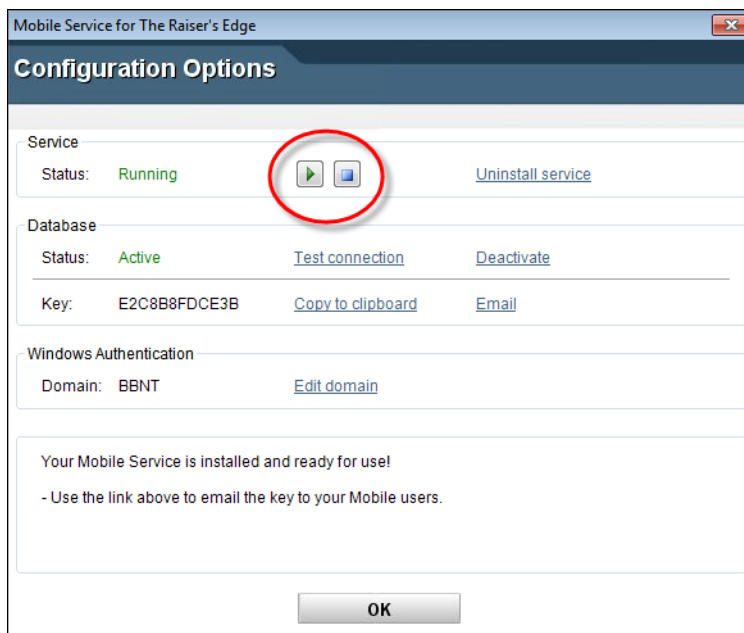 Mobile Service for The Raiser's Edge
Configuration Options
Service
Status: Running Uninstall service
Database
Status: Active Test connection Deactivate
Key: E2C8B8FDCE3B Copy to clipboard Email
Windows Authentication
Domain: BBNT Edit domain
Your Mobile Service is installed and ready for use!
- Use the link above to email the key to your Mobile users.
OK